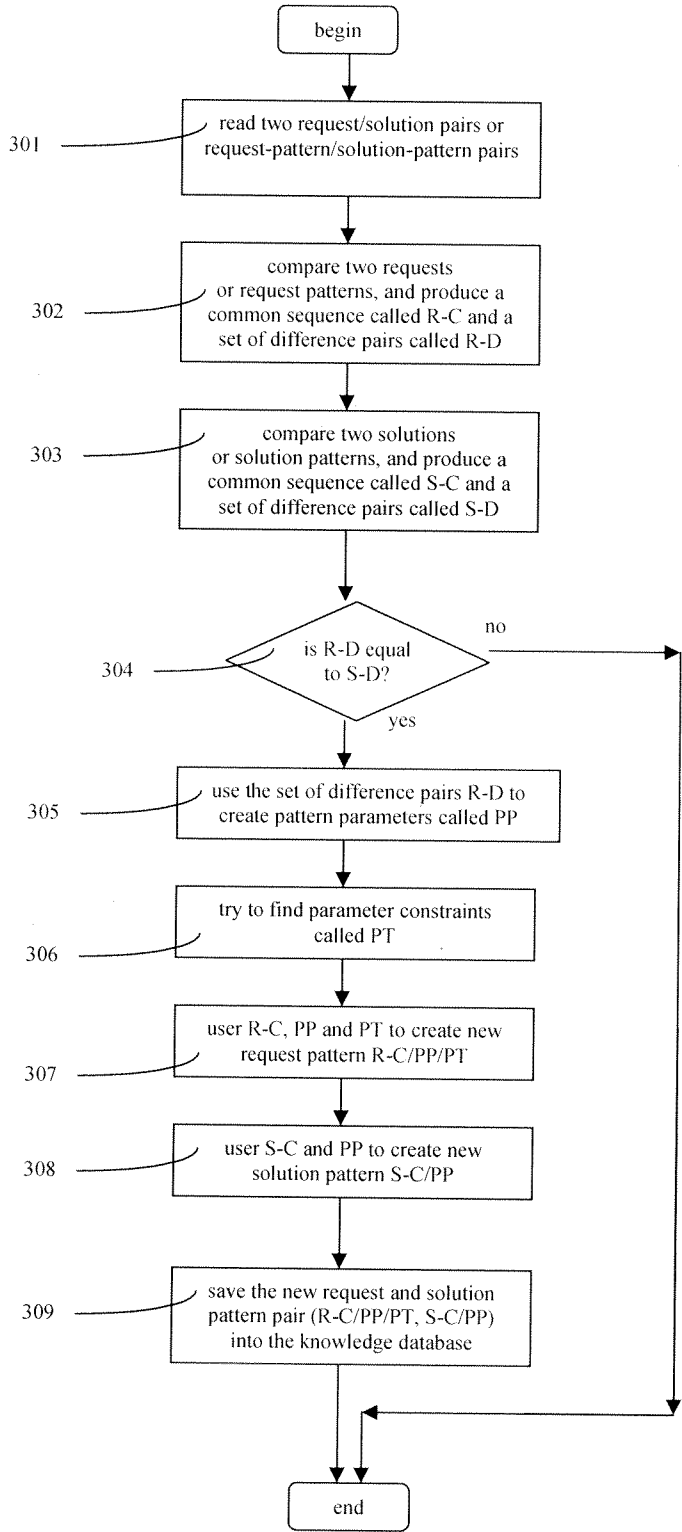 begin
301
read two request/solution pairs or
request-pattern/solution-pattern pairs
302
compare two requests
or request patterns, and produce a
common sequence called R-C and a
set of difference pairs called R-D
303
compare two solutions
or solution patterns, and produce a
common sequence called S-C and a
set of difference pairs called S-D
304
is R-D equal
to S-D?
no
yes
305
use the set of difference pairs R-D to
create pattern parameters called PP
306
try to find parameter constraints
called PT
307
user R-C, PP and PT to create new
request pattern R-C/PP/PT
308
user S-C and PP to create new
solution pattern S-C/PP
309
save the new request and solution
pattern pair (R-C/PP/PT, S-C/PP)
into the knowledge database
end